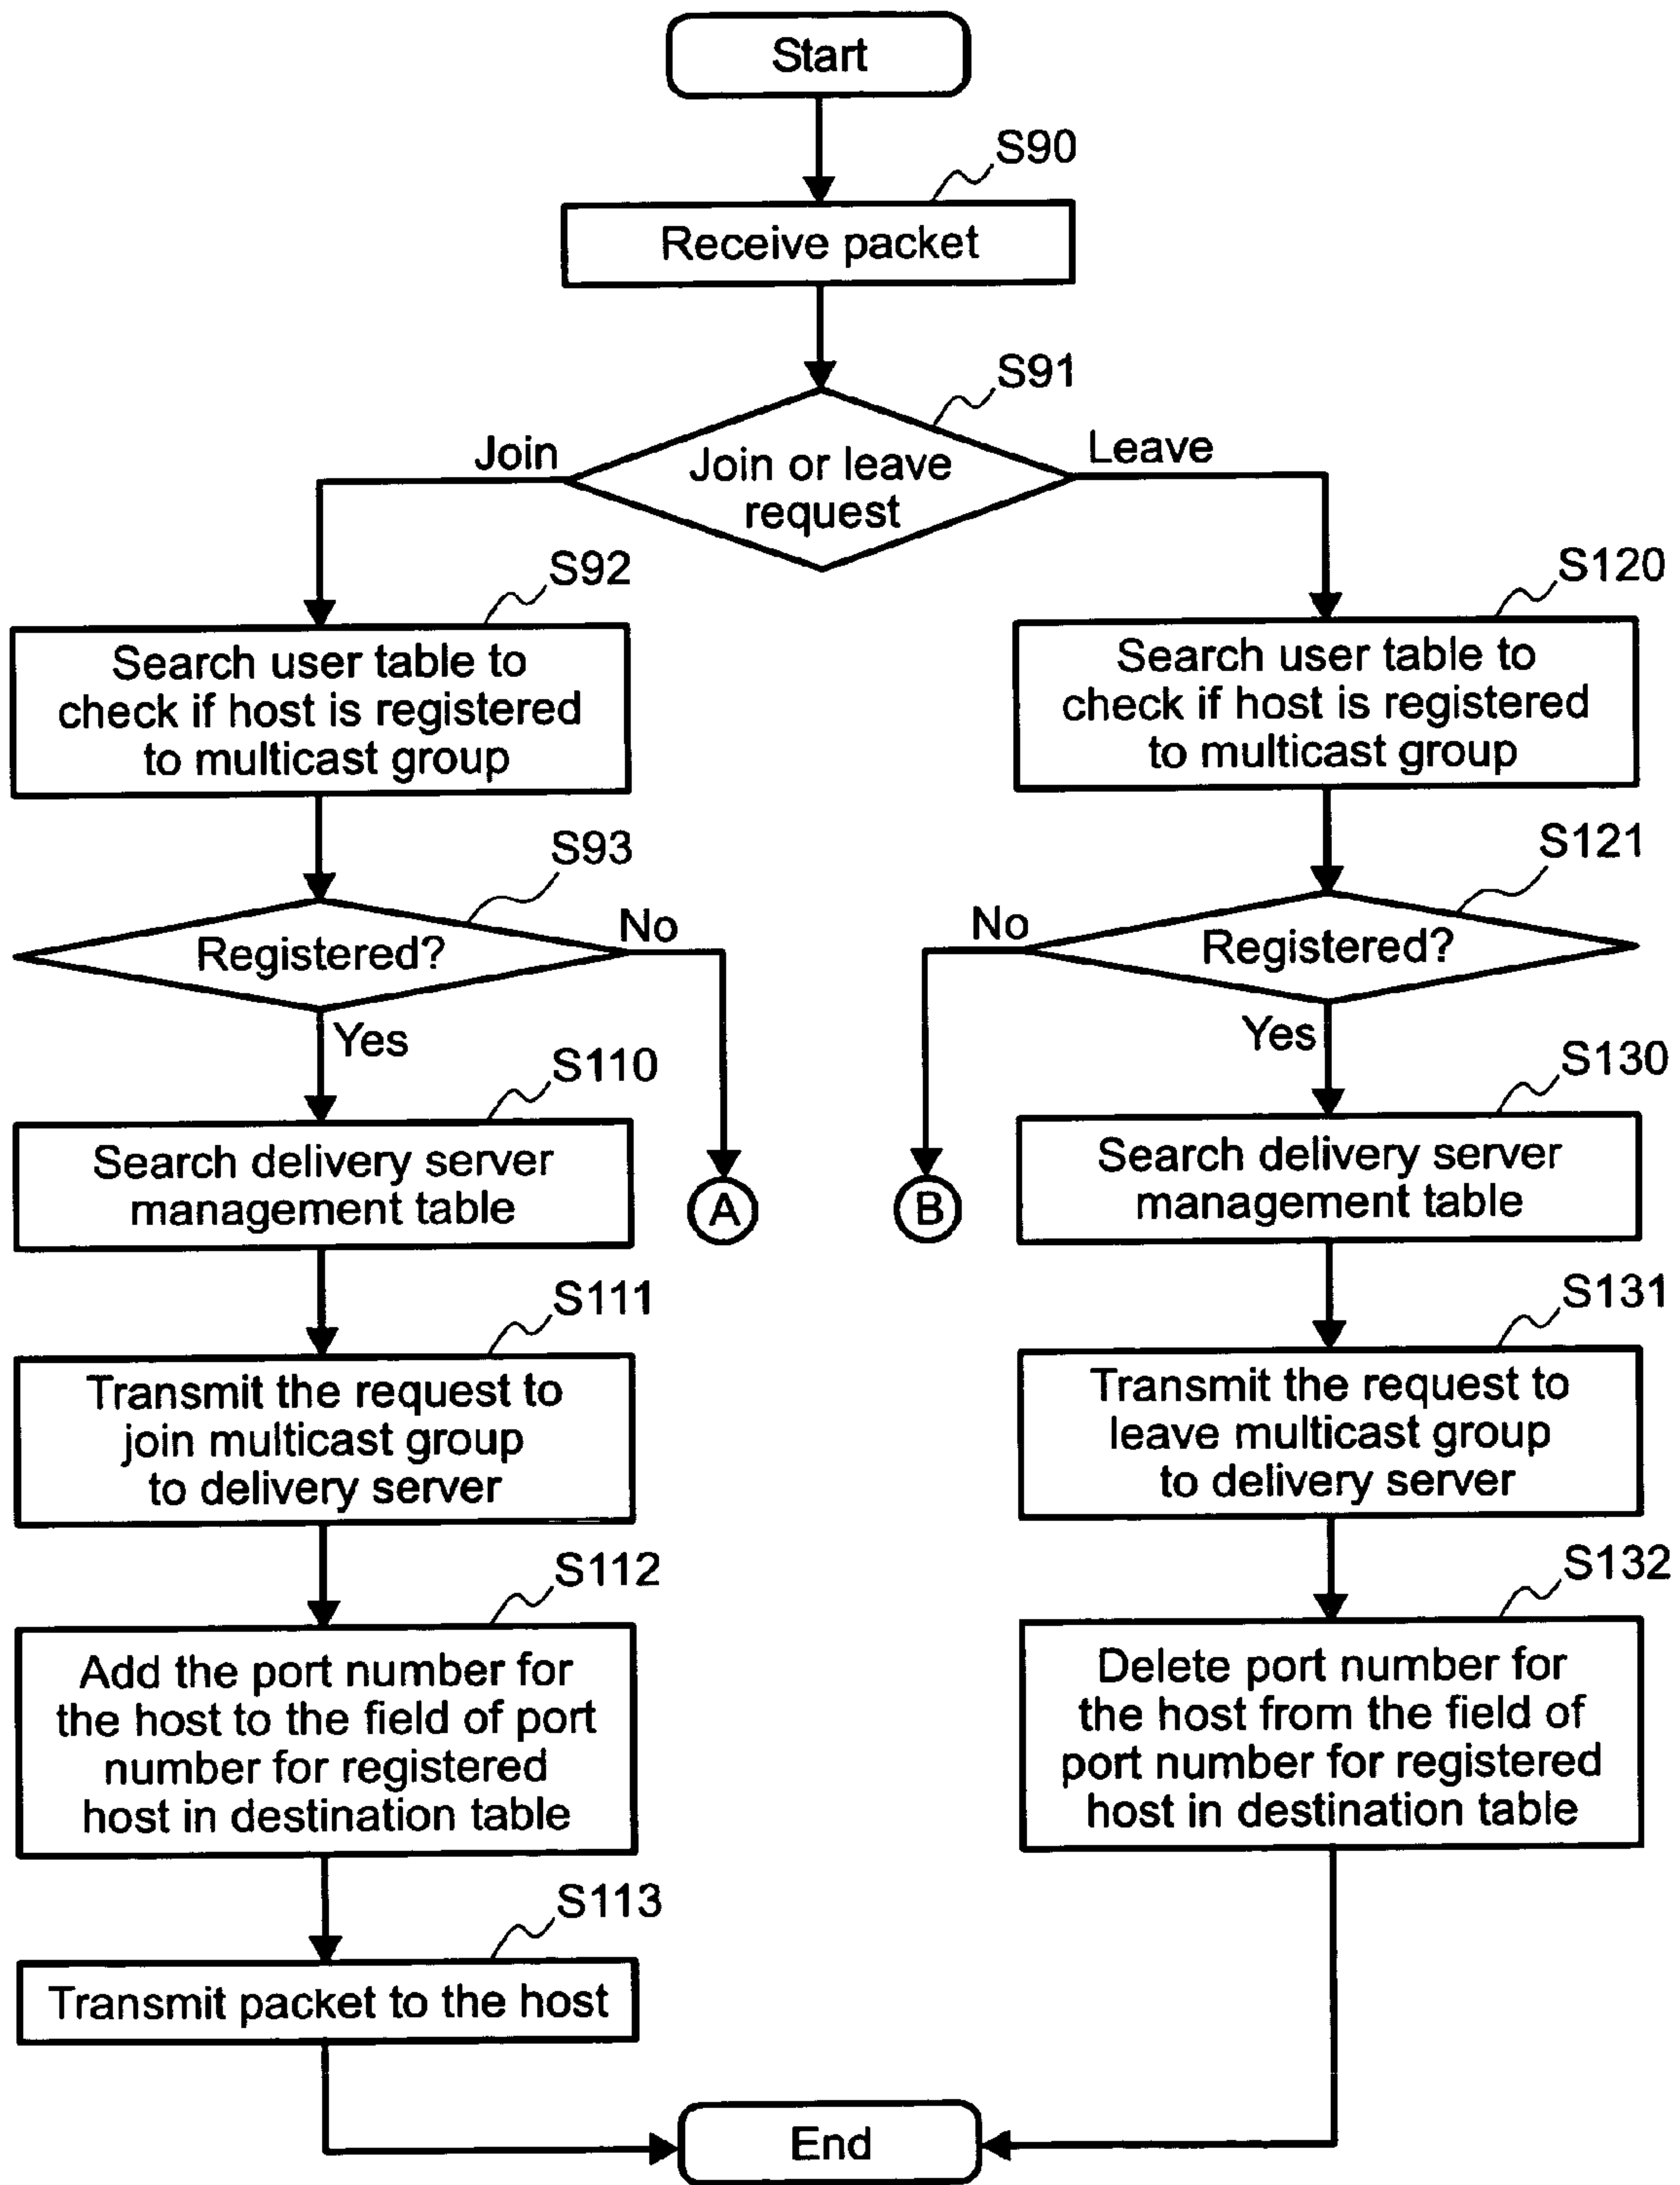 Start
S90
Receive packet
S91
Join
Join or leave
request
Leave
S92
Search user table to
check if host is registered
to multicast group
S120
Search user table to
check if host is registered
to multicast group
S93
Registered?
No
Yes
S121
No
Registered?
Yes
S110
Search delivery server
management table
A
B
S130
Search delivery server
management table
S111
Transmit the request to
join multicast group
to delivery server
S131
Transmit the request to
leave multicast group
to delivery server
S112
Add the port number for
the host to the field of port
number for registered
host in destination table
S132
Delete port number for
the host from the field of
port number for registered
host in destination table
S113
Transmit packet to the host
End